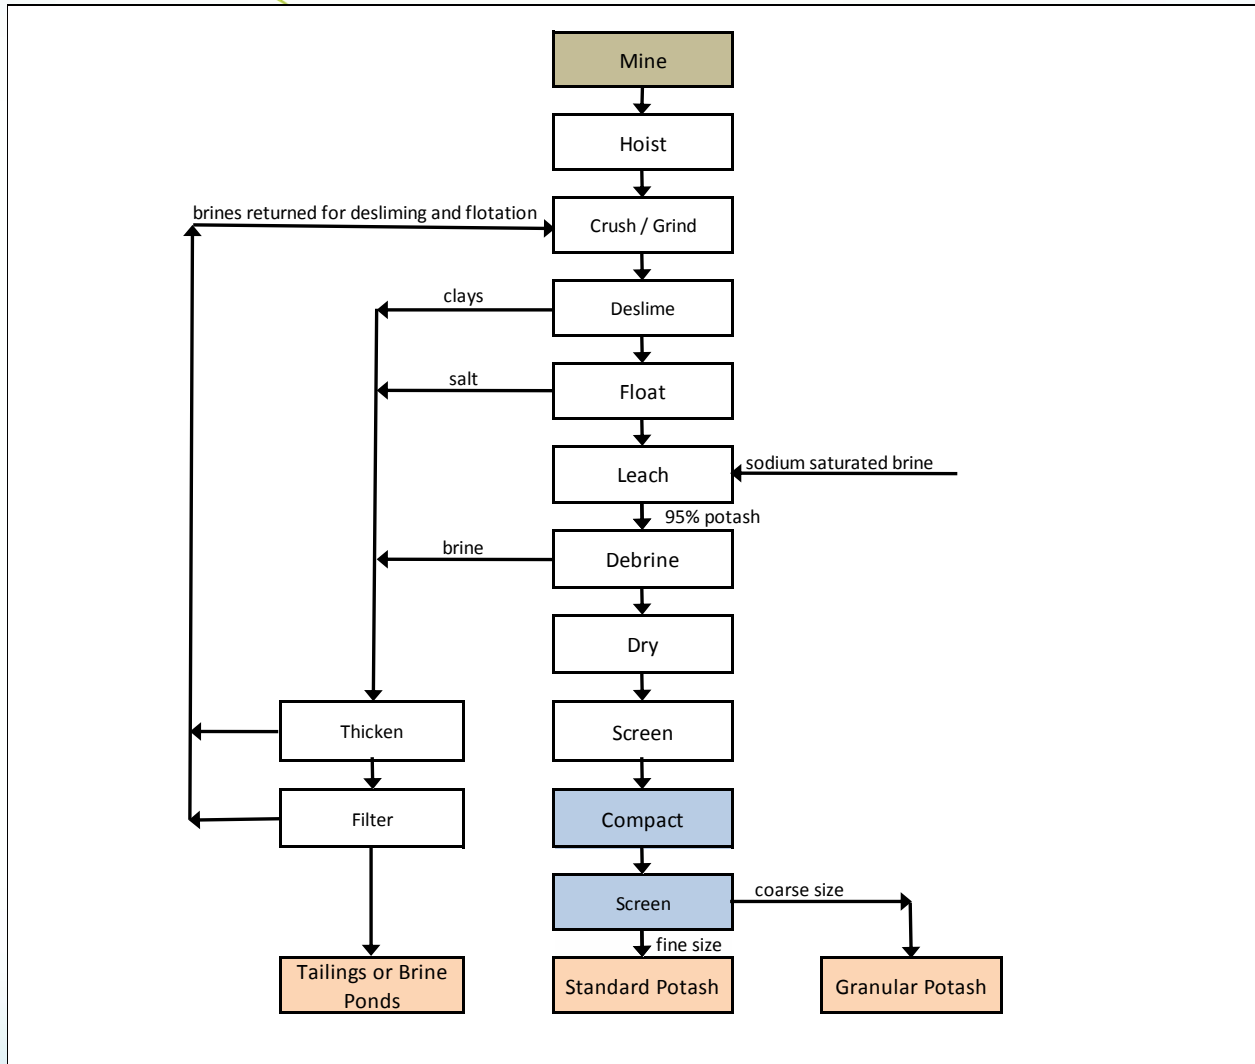 Mine
Hoist
brines returned for desliming and flotation
Crush / Grind
clays
Deslime
salt
Float
Leach
sodium saturated brine
95% potash
brine
Debrine
Dry
Thicken
Screen
Filter
Compact
Screen
coarse size
fine size
Tailings or Brine
Ponds
Standard Potash
Granular Potash